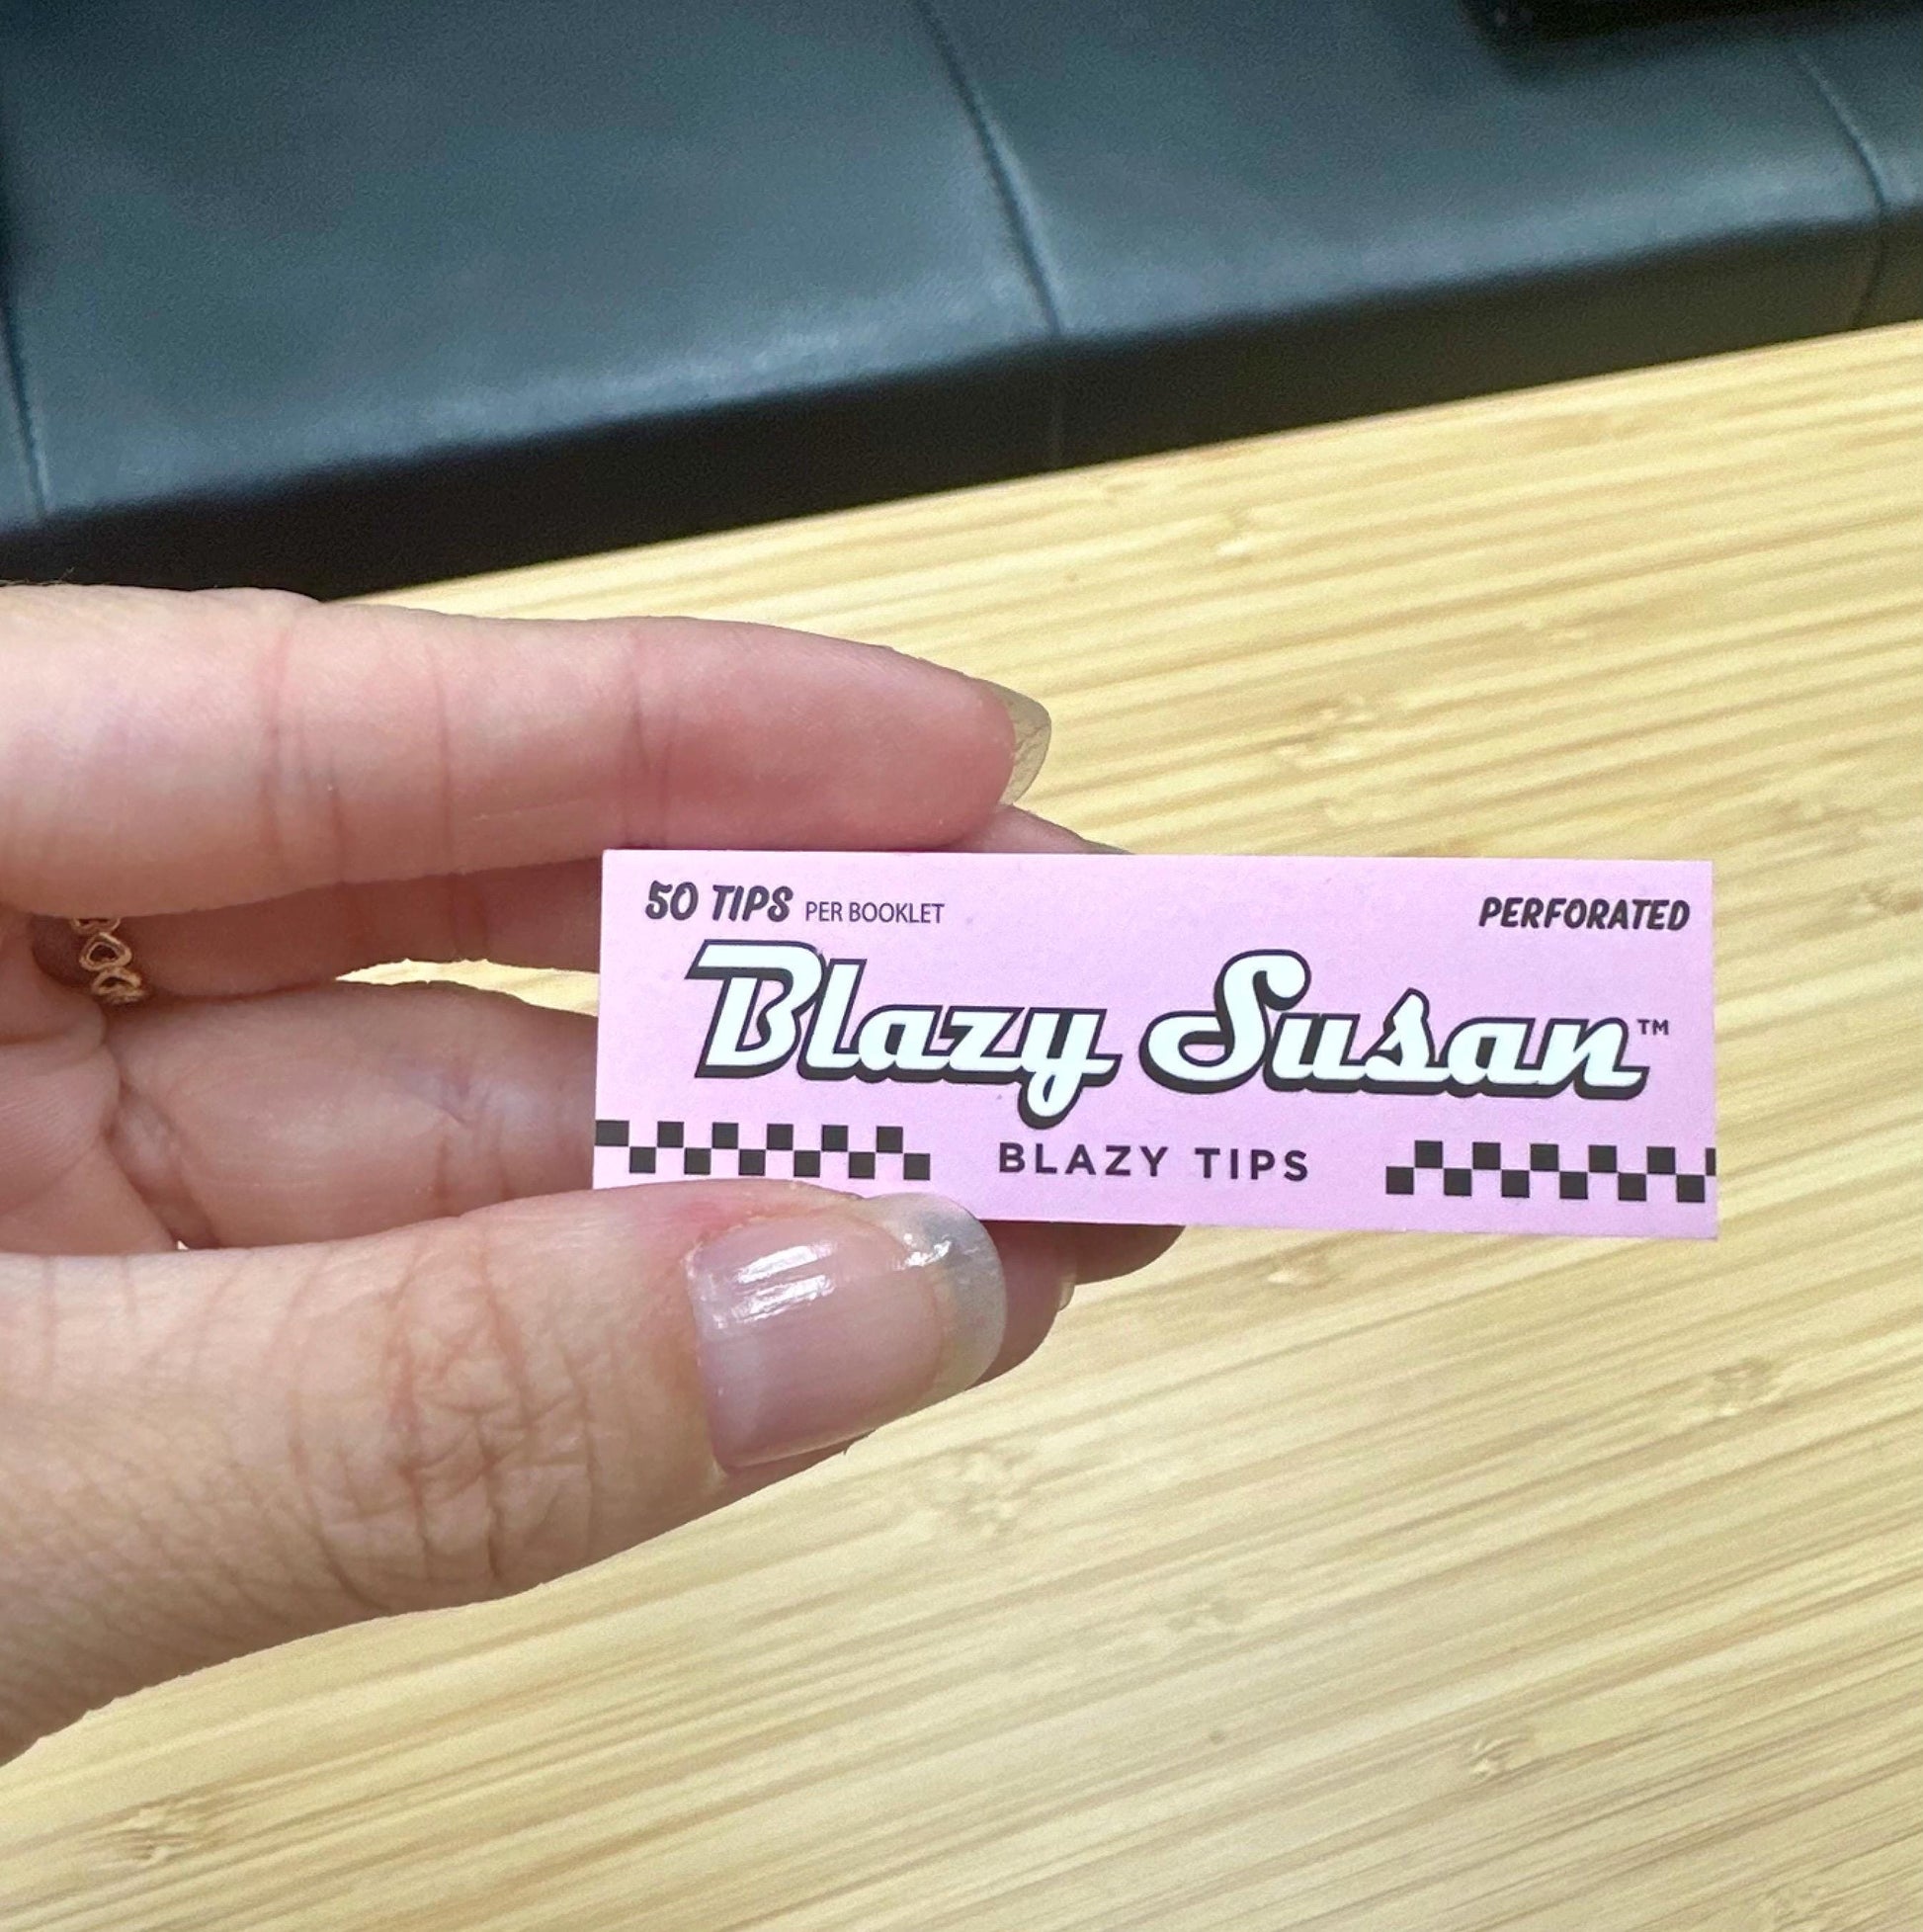 50 TIPS PER BOOKLET
PERFORATED
Blazy Susan™
BLAZY TIPS